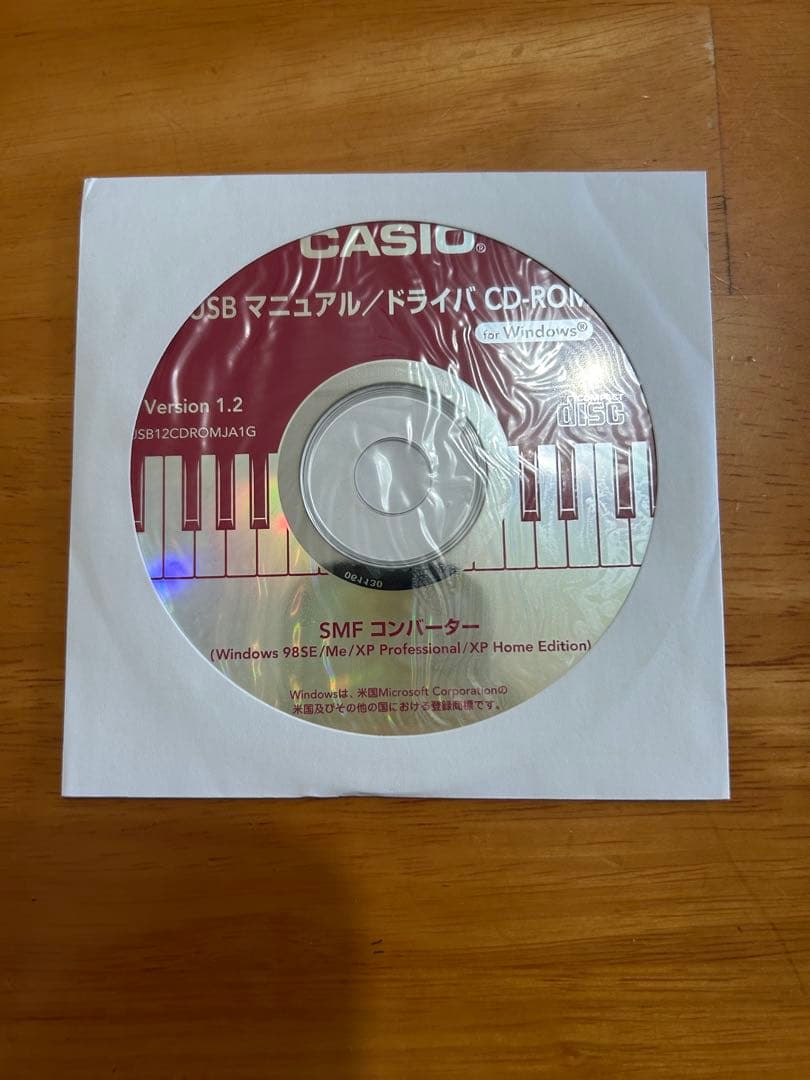 CASIO®
USB マニュアル／ドライバ CD-ROM
for Windows®
Version 1.2
COMPACT
disc
USB12CDROMJA1G
061130
SMF コンバーター
(Windows 98SE/Me/XP Professional/XP Home Edition)
Windowsは、米国Microsoft Corporationの
米国及びその他の国における登録商標です。